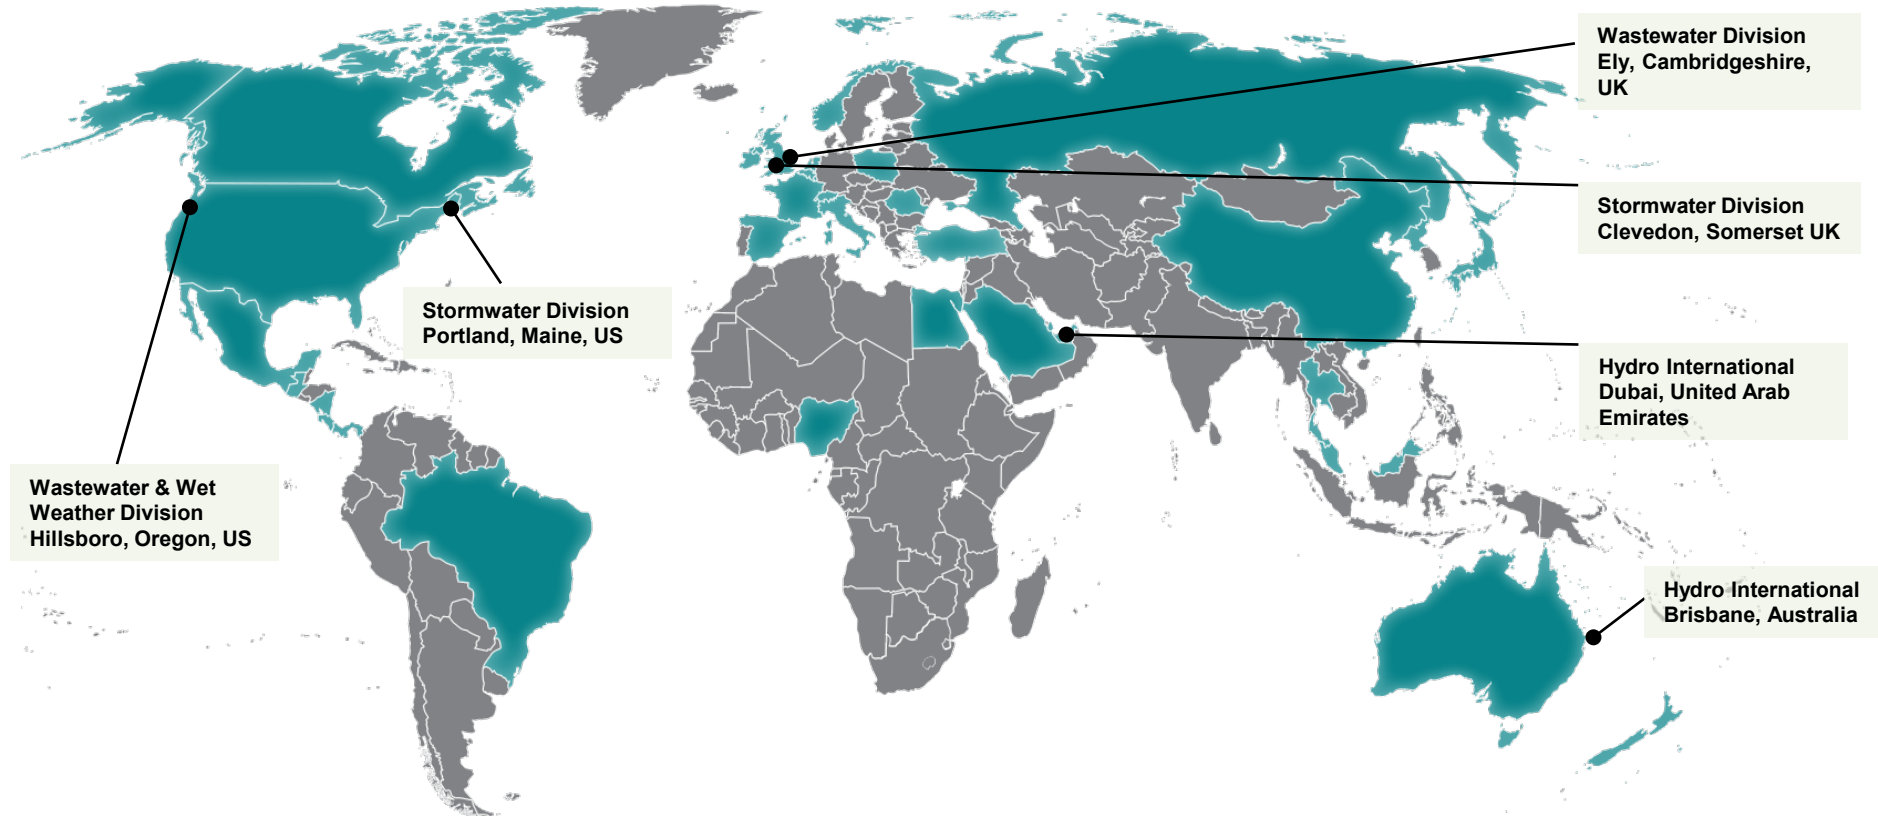 Wastewater Division
Ely, Cambridgeshire,
UK
Stormwater Division
Clevedon, Somerset UK
Stormwater Division
Portland, Maine, US
Hydro International
Dubai, United Arab
Emirates
Wastewater & Wet
Weather Division
Hillsboro, Oregon, US
Hydro International
Brisbane, Australia